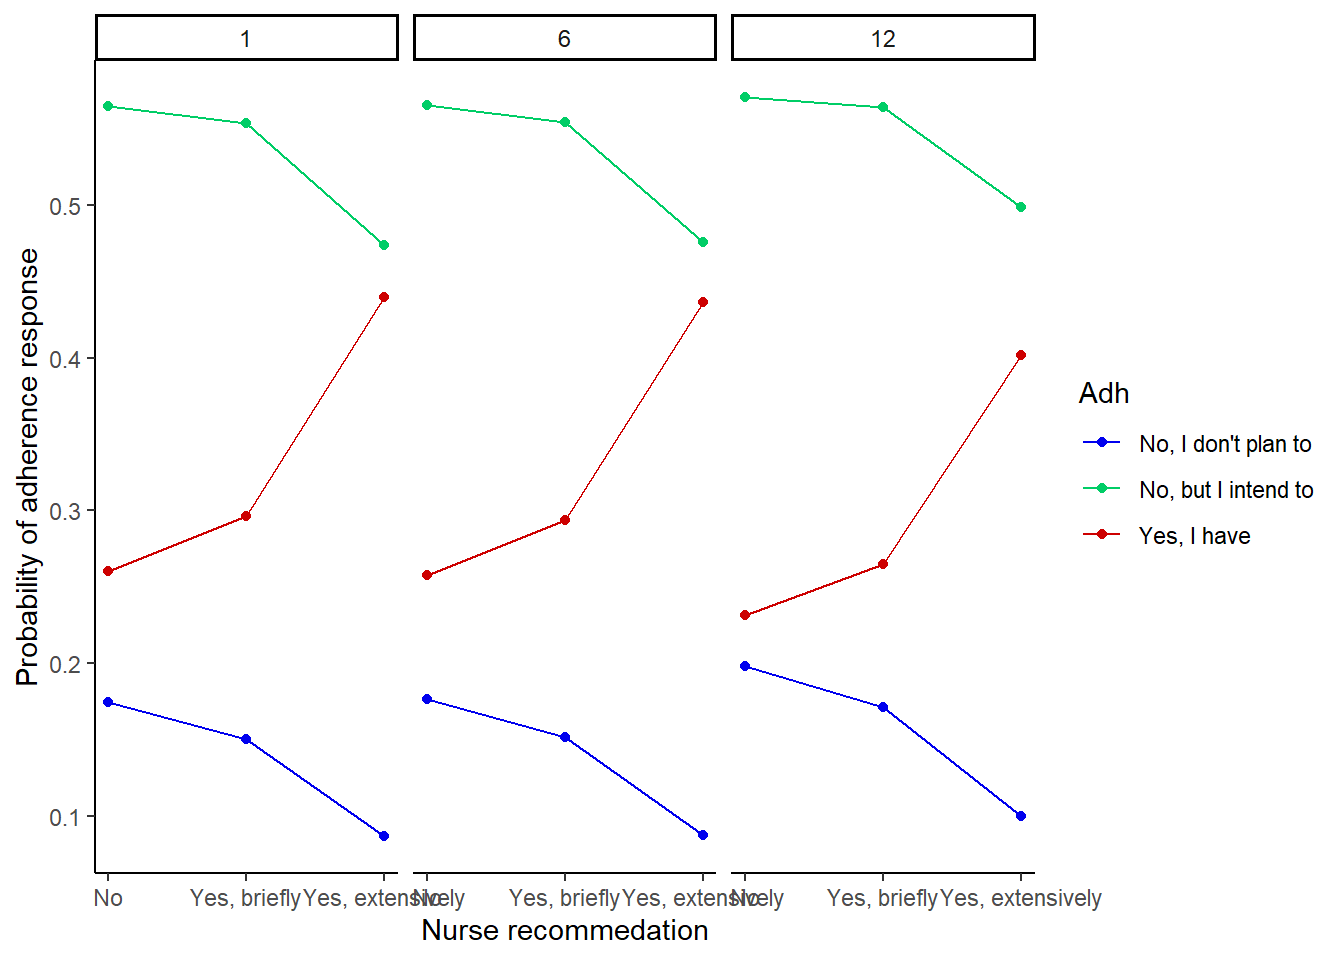 1 6 12
0.5
0.4
0.3
0.2
0.1
Probability of adherence response
No Yes, briefly Yes, extensively No Yes, briefly Yes, extensively No Yes, briefly Yes, extensively
Nurse recommedation
Adh
No, I don't plan to
No, but I intend to
Yes, I have